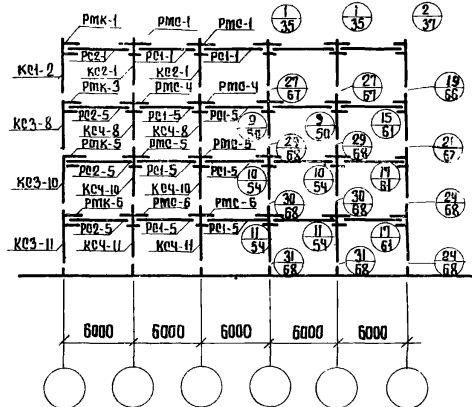 РМК-1 РМС-1 РМС-1 1/35 1/35 2/37
КС1-2 РС2-1 РС1-1 РС1-1
КС2-1 КС2-1
РМК-3 РМС-4 РМС-4 27/67 27/67 19/66
КС3-8 РС2-5 РС1-5 РС1-5 9/50 9/50 15/61
КС4-8 КС4-8
РМК-5 РМС-5 РМС-5 29/68 29/68 21/67
КС3-10 РС2-5 РС1-5 РС1-5 10/54 10/54 17/61
КС4-10 КС4-10
РМК-6 РМС-6 РМС-6 30/68 30/68 24/68
КС3-11 РС2-5 РС1-5 РС1-5 11/54 11/54 17/61
КС4-11 КС4-11
31/68 31/68 24/68
6000 6000 6000 6000 6000